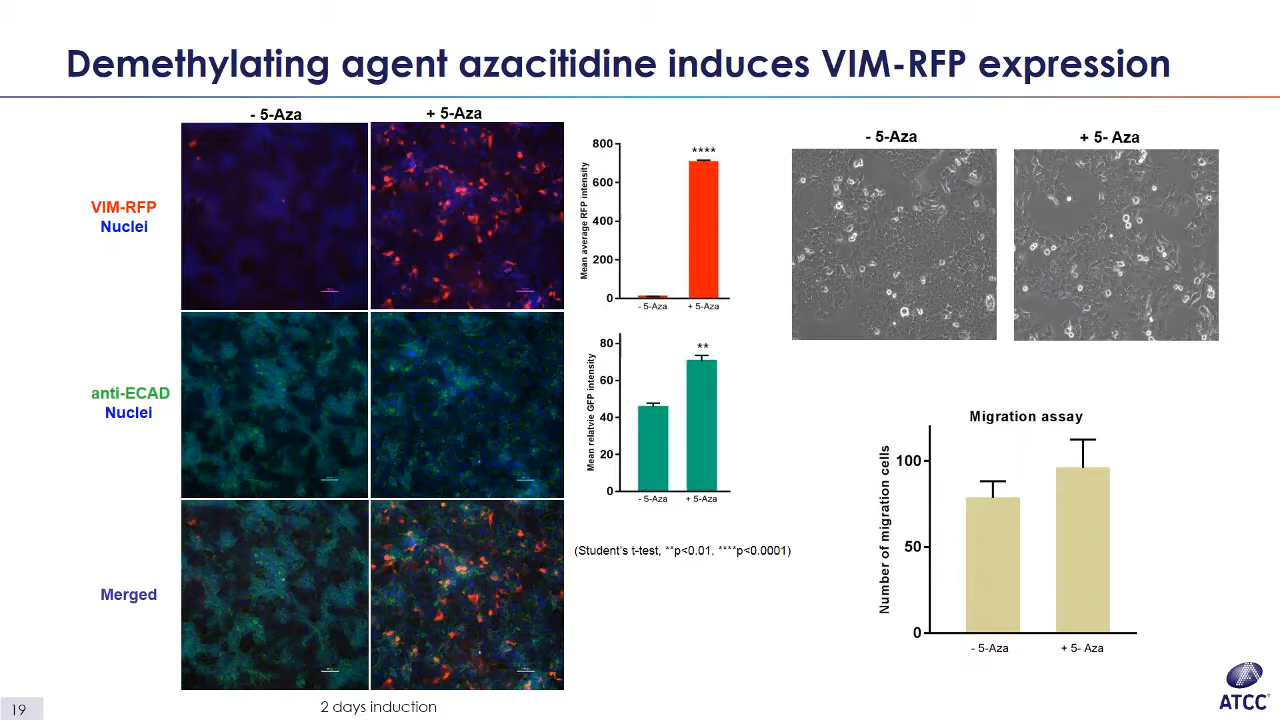 Demethylating agent azacitidine induces VIM-RFP expression
- 5-Aza
+ 5-Aza
VIM-RFP
Nuclei
anti-ECAD
Nuclei
Merged
2 days induction
800
600
400
200
0
Mean average RFP intensity
****
- 5-Aza
+ 5-Aza
80
60
40
20
0
Mean relatvie GFP intensity
**
- 5-Aza
+ 5-Aza
(Student's t-test, **p<0.01, ****p<0.0001)
- 5-Aza
+ 5- Aza
Migration assay
Number of migration cells
100
50
0
- 5-Aza
+ 5- Aza
19
ATCC®